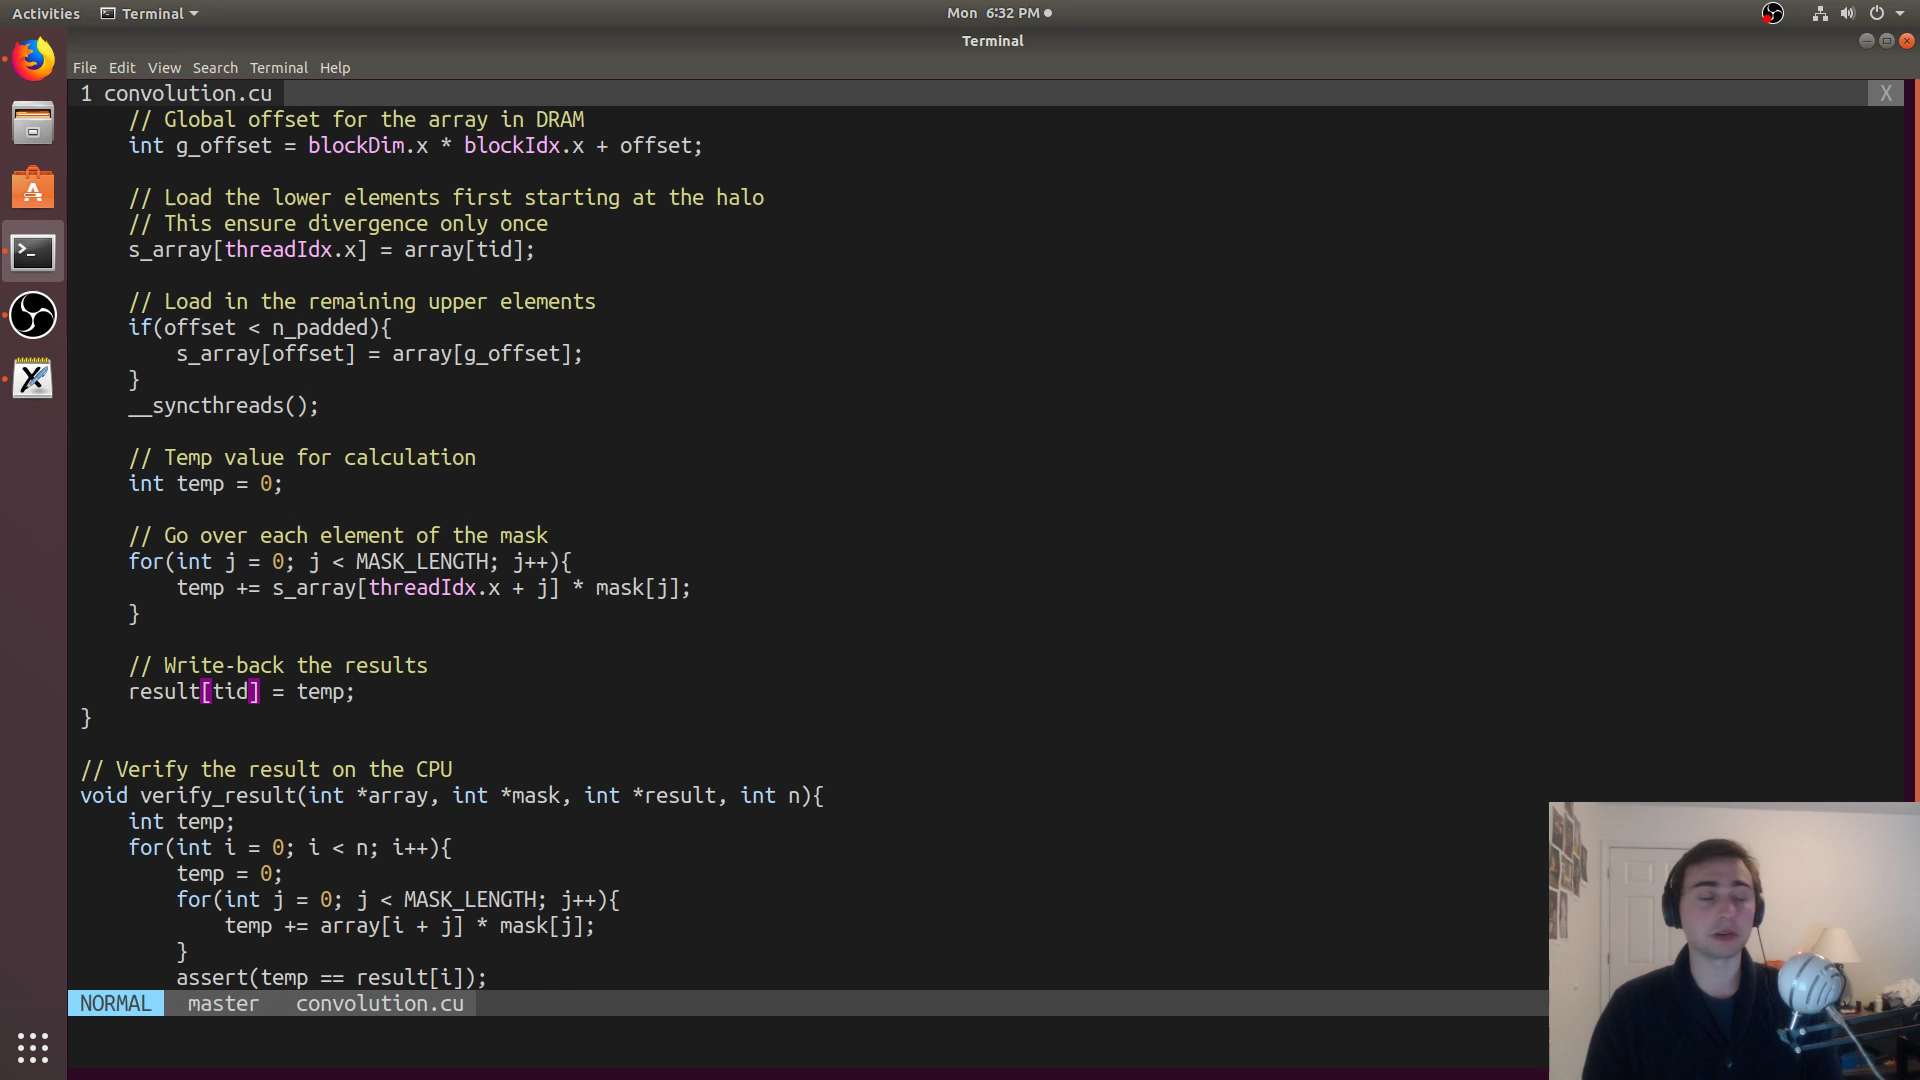 Activities Terminal Mon 6:32 PM
Terminal
File Edit View Search Terminal Help
1 convolution.cu X
// Global offset for the array in DRAM
int g_offset = blockDim.x * blockIdx.x + offset;
// Load the lower elements first starting at the halo
// This ensure divergence only once
s_array[threadIdx.x] = array[tid];
// Load in the remaining upper elements
if(offset < n_padded){
s_array[offset] = array[g_offset];
}
__syncthreads();
// Temp value for calculation
int temp = 0;
// Go over each element of the mask
for(int j = 0; j < MASK_LENGTH; j++){
temp += s_array[threadIdx.x + j] * mask[j];
}
// Write-back the results
result[tid] = temp;
}
// Verify the result on the CPU
void verify_result(int *array, int *mask, int *result, int n){
int temp;
for(int i = 0; i < n; i++){
temp = 0;
for(int j = 0; j < MASK_LENGTH; j++){
temp += array[i + j] * mask[j];
}
assert(temp == result[i]);
NORMAL master convolution.cu